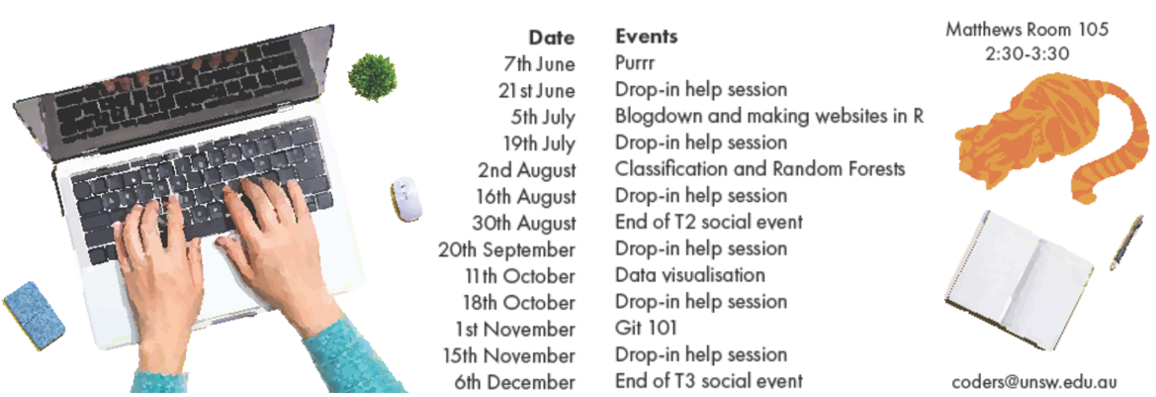 Date Events
7th June Purrr
21st June Drop-in help session
5th July Blogdown and making websites in R
19th July Drop-in help session
2nd August Classification and Random Forests
16th August Drop-in help session
30th August End of T2 social event
20th September Drop-in help session
11th October Data visualisation
18th October Drop-in help session
1st November Git 101
15th November Drop-in help session
6th December End of T3 social event
Matthews Room 105
2:30-3:30
coders@unsw.edu.au